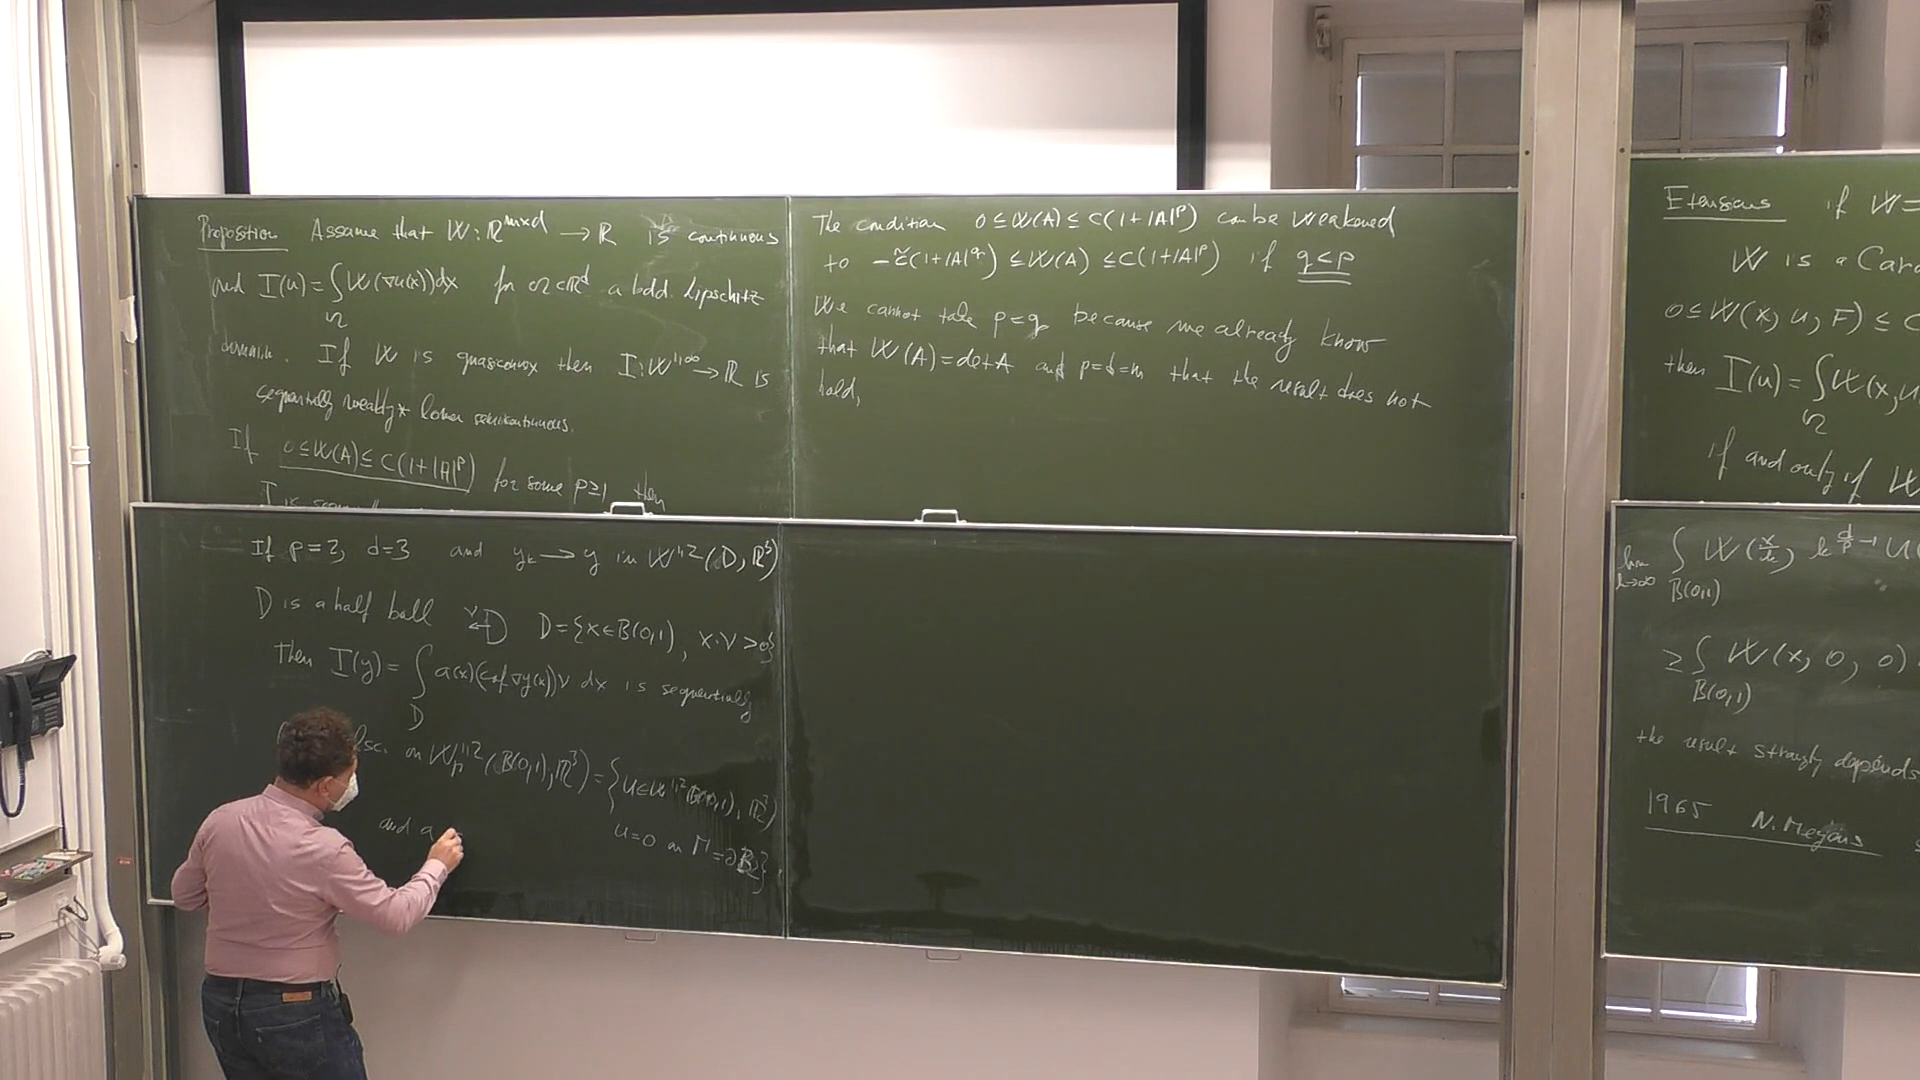 Proposition Assume that W: ℝ^{m×d} → ℝ is continuous
and I(u) = ∫_Ω W(∇u(x))dx for Ω⊂ℝ^d a bdd. Lipschitz
domain. If W is quasiconvex then I: W^{1,∞} → ℝ is
sequentially weakly* lower semicontinuous.
If 0 ≤ W(A) ≤ C(1+|A|^p) for some p≥1 then
I is
The condition 0 ≤ W(A) ≤ C(1+|A|^p) can be weakened
to -c̃(1+|A|^q) ≤ W(A) ≤ C(1+|A|^p) if q<p
We cannot take p=q because we already know
that W(A)=det A and p=d=m that the result does not
hold,
If p=2, d=3 and y_k ⟶ y in W^{1,2}(D, ℝ^3)
D is a half ball ν D D={x∈B(0,1), x·ν>0}
then I(y) = ∫_D a(x)(cof ∇y(x))ν dx is sequentially
lsc. on W_Γ^{1,2}(B(0,1),ℝ^3) = {u∈W^{1,2}(B(0,1), ℝ^3)
u=0 on Γ=∂B}
and a
Etensions if W=
W is a Cara
0 ≤ W(x, u, F) ≤ C
then I(u) = ∫_Ω W(x, u
if and only if W
lim_{k→∞} ∫_{B(0,1)} W(x/k, k^{d/p -1} u(
≥ ∫_{B(0,1)} W(x, 0, 0)
the result strongly depends
1965 N. Meyers